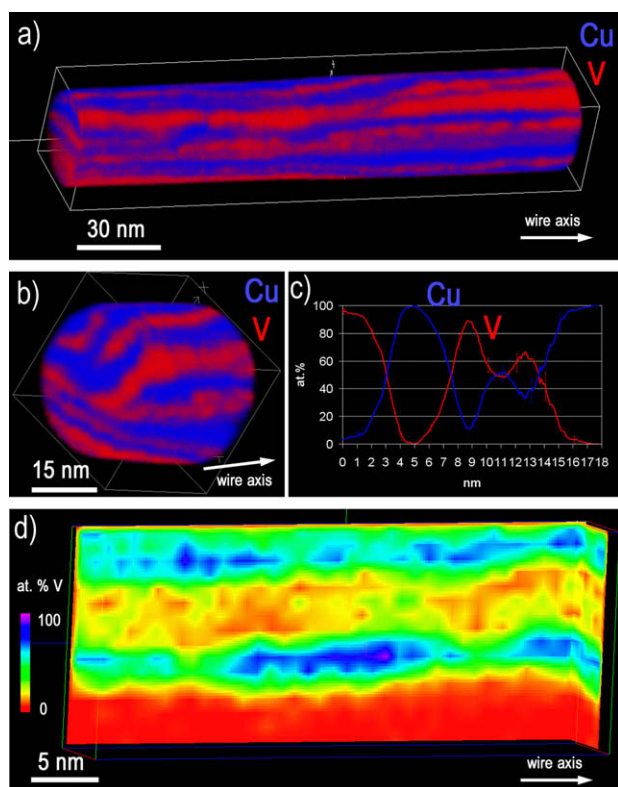 a)
Cu
V
30 nm
wire axis
b)
Cu
V
15 nm
wire axis
c)
Cu
V
100
80
60
40
20
0
at.%
0 1 2 3 4 5 6 7 8 9 10 11 12 13 14 15 16 17 18
nm
d)
at. % V
100
0
5 nm
wire axis